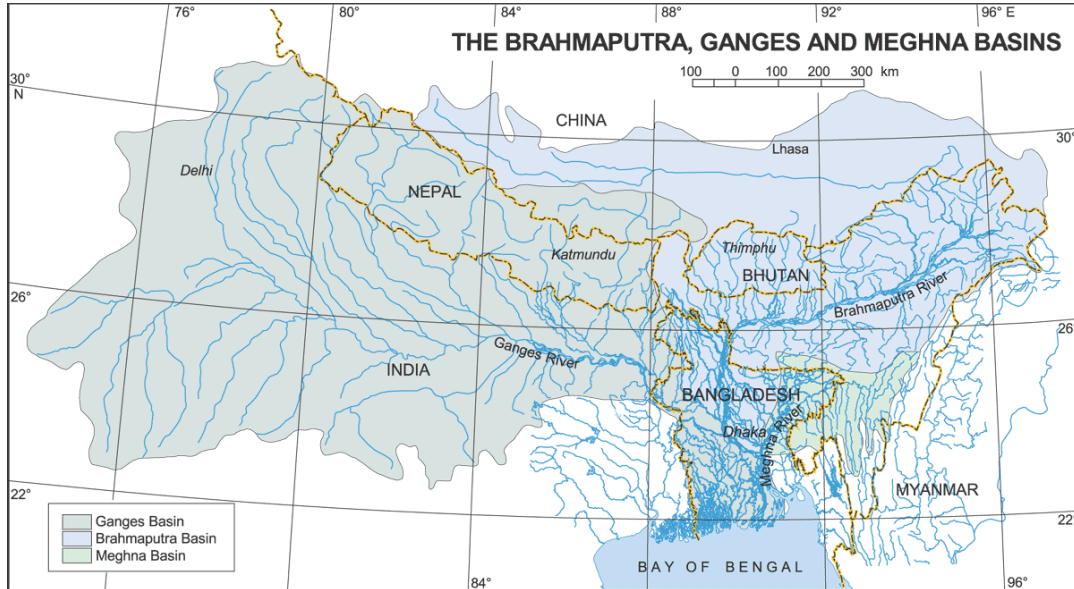 76°
80°
84°
88°
92°
96° E
THE BRAHMAPUTRA, GANGES AND MEGHNA BASINS
100 0 100 200 300 km
30°
N
CHINA
30°
Lhasa
Delhi
NEPAL
Katmundu
Thimphu
BHUTAN
26°
Brahmaputra River
26°
Ganges River
INDIA
BANGLADESH
Dhaka
Meghna River
MYANMAR
22°
22°
Ganges Basin
Brahmaputra Basin
Meghna Basin
BAY OF BENGAL
84°
96°